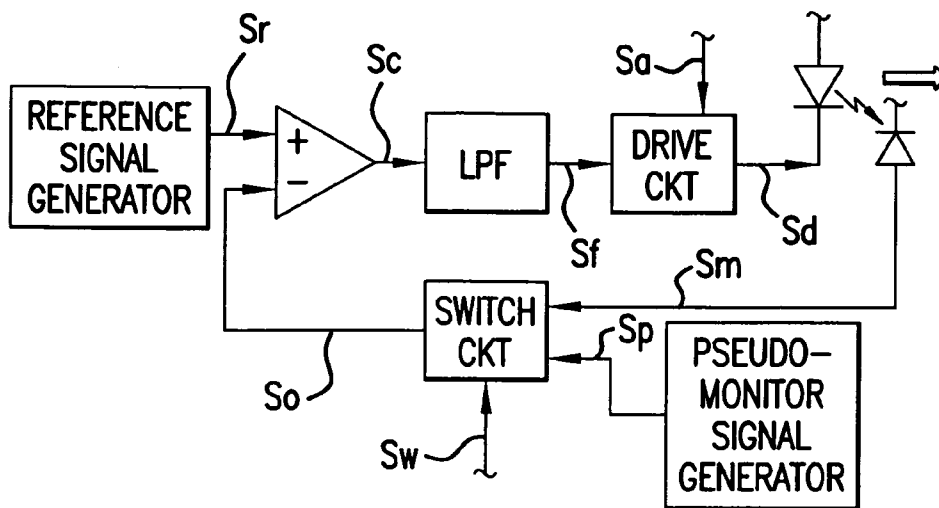 Sr
Sc
Sa
REFERENCE
SIGNAL
GENERATOR
+
−
LPF
DRIVE
CKT
Sf
Sd
Sm
SWITCH
CKT
Sp
So
Sw
PSEUDO-
MONITOR
SIGNAL
GENERATOR